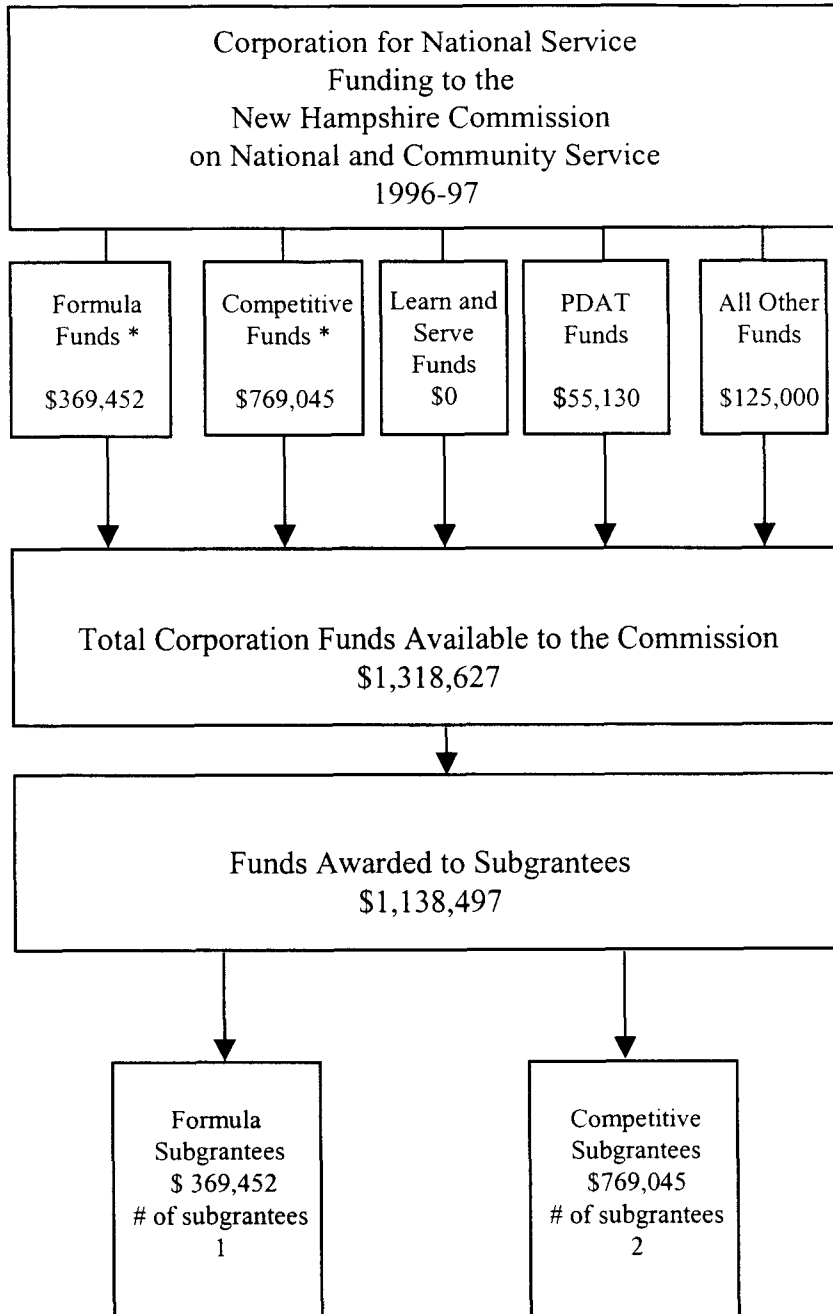 Corporation for National Service
Funding to the
New Hampshire Commission
on National and Community Service
1996-97
Formula
Funds *
$369,452
Competitive
Funds *
$769,045
Learn and
Serve
Funds
$0
PDAT
Funds
$55,130
All Other
Funds
$125,000
Total Corporation Funds Available to the Commission
$1,318,627
Funds Awarded to Subgrantees
$1,138,497
Formula
Subgrantees
$ 369,452
# of subgrantees
1
Competitive
Subgrantees
$769,045
# of subgrantees
2